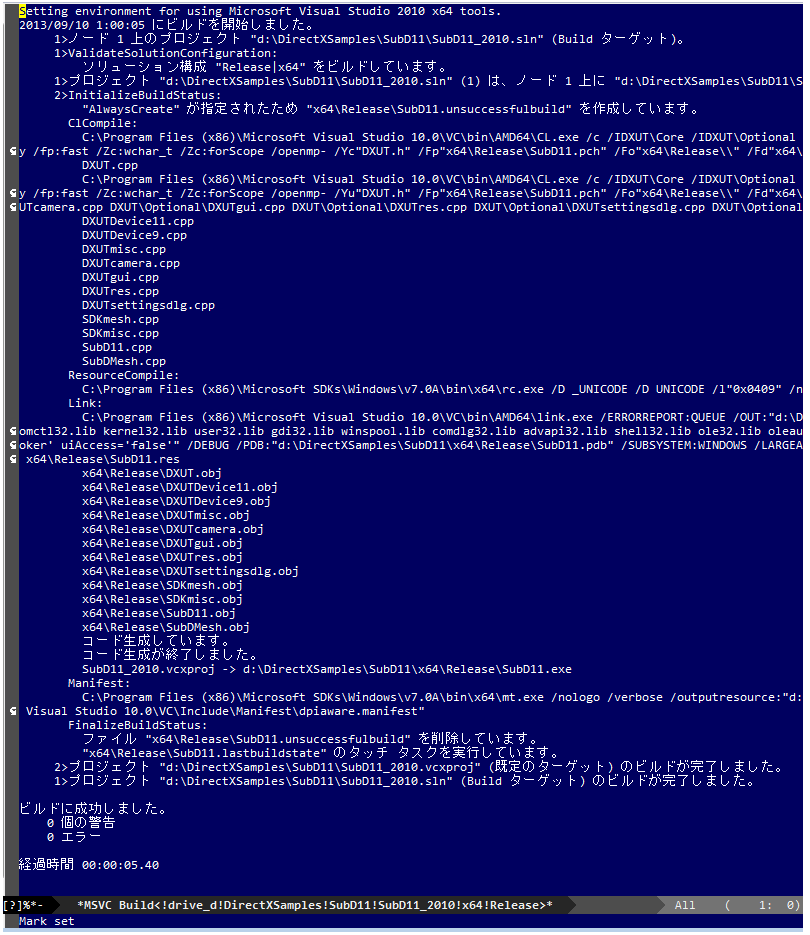 Setting environment for using Microsoft Visual Studio 2010 x64 tools.
2013/09/10 1:00:05 にビルドを開始しました。
1>ノード 1 上のプロジェクト "d:\DirectXSamples\SubD11\SubD11_2010.sln" (Build ターゲット)。
1>ValidateSolutionConfiguration:
ソリューション構成 "Release|x64" をビルドしています。
1>プロジェクト "d:\DirectXSamples\SubD11\SubD11_2010.sln" (1) は、ノード 1 上に "d:\DirectXSamples\SubD11\S
2>InitializeBuildStatus:
"AlwaysCreate" が指定されたため "x64\Release\SubD11.unsuccessfulbuild" を作成しています。
ClCompile:
C:\Program Files (x86)\Microsoft Visual Studio 10.0\VC\bin\AMD64\CL.exe /c /IDXUT\Core /IDXUT\Optional
y /fp:fast /Zc:wchar_t /Zc:forScope /openmp- /Yc"DXUT.h" /Fp"x64\Release\SubD11.pch" /Fo"x64\Release\\" /Fd"x64\
DXUT.cpp
C:\Program Files (x86)\Microsoft Visual Studio 10.0\VC\bin\AMD64\CL.exe /c /IDXUT\Core /IDXUT\Optional
y /fp:fast /Zc:wchar_t /Zc:forScope /openmp- /Yu"DXUT.h" /Fp"x64\Release\SubD11.pch" /Fo"x64\Release\\" /Fd"x64\
UTcamera.cpp DXUT\Optional\DXUTgui.cpp DXUT\Optional\DXUTres.cpp DXUT\Optional\DXUTsettingsdlg.cpp DXUT\Optional
DXUTDevice11.cpp
DXUTDevice9.cpp
DXUTmisc.cpp
DXUTcamera.cpp
DXUTgui.cpp
DXUTres.cpp
DXUTsettingsdlg.cpp
SDKmesh.cpp
SDKmisc.cpp
SubD11.cpp
SubDMesh.cpp
ResourceCompile:
C:\Program Files (x86)\Microsoft SDKs\Windows\v7.0A\bin\x64\rc.exe /D _UNICODE /D UNICODE /l"0x0409" /n
Link:
C:\Program Files (x86)\Microsoft Visual Studio 10.0\VC\bin\AMD64\link.exe /ERRORREPORT:QUEUE /OUT:"d:\D
omctl32.lib kernel32.lib user32.lib gdi32.lib winspool.lib comdlg32.lib advapi32.lib shell32.lib ole32.lib oleau
oker' uiAccess='false'" /DEBUG /PDB:"d:\DirectXSamples\SubD11\x64\Release\SubD11.pdb" /SUBSYSTEM:WINDOWS /LARGEA
x64\Release\SubD11.res
x64\Release\DXUT.obj
x64\Release\DXUTDevice11.obj
x64\Release\DXUTDevice9.obj
x64\Release\DXUTmisc.obj
x64\Release\DXUTcamera.obj
x64\Release\DXUTgui.obj
x64\Release\DXUTres.obj
x64\Release\DXUTsettingsdlg.obj
x64\Release\SDKmesh.obj
x64\Release\SDKmisc.obj
x64\Release\SubD11.obj
x64\Release\SubDMesh.obj
コード生成しています。
コード生成が終了しました。
SubD11_2010.vcxproj -> d:\DirectXSamples\SubD11\x64\Release\SubD11.exe
Manifest:
C:\Program Files (x86)\Microsoft SDKs\Windows\v7.0A\bin\x64\mt.exe /nologo /verbose /outputresource:"d:
Visual Studio 10.0\VC\Include\Manifest\dpiaware.manifest"
FinalizeBuildStatus:
ファイル "x64\Release\SubD11.unsuccessfulbuild" を削除しています。
"x64\Release\SubD11.lastbuildstate" のタッチ タスクを実行しています。
2>プロジェクト "d:\DirectXSamples\SubD11\SubD11_2010.vcxproj" (既定のターゲット) のビルドが完了しました。
1>プロジェクト "d:\DirectXSamples\SubD11\SubD11_2010.sln" (Build ターゲット) のビルドが完了しました。
ビルドに成功しました。
0 個の警告
0 エラー
経過時間 00:00:05.40
[?]%*- *MSVC Build<!drive_d!DirectXSamples!SubD11!SubD11_2010!x64!Release>* All ( 1: 0)
Mark set